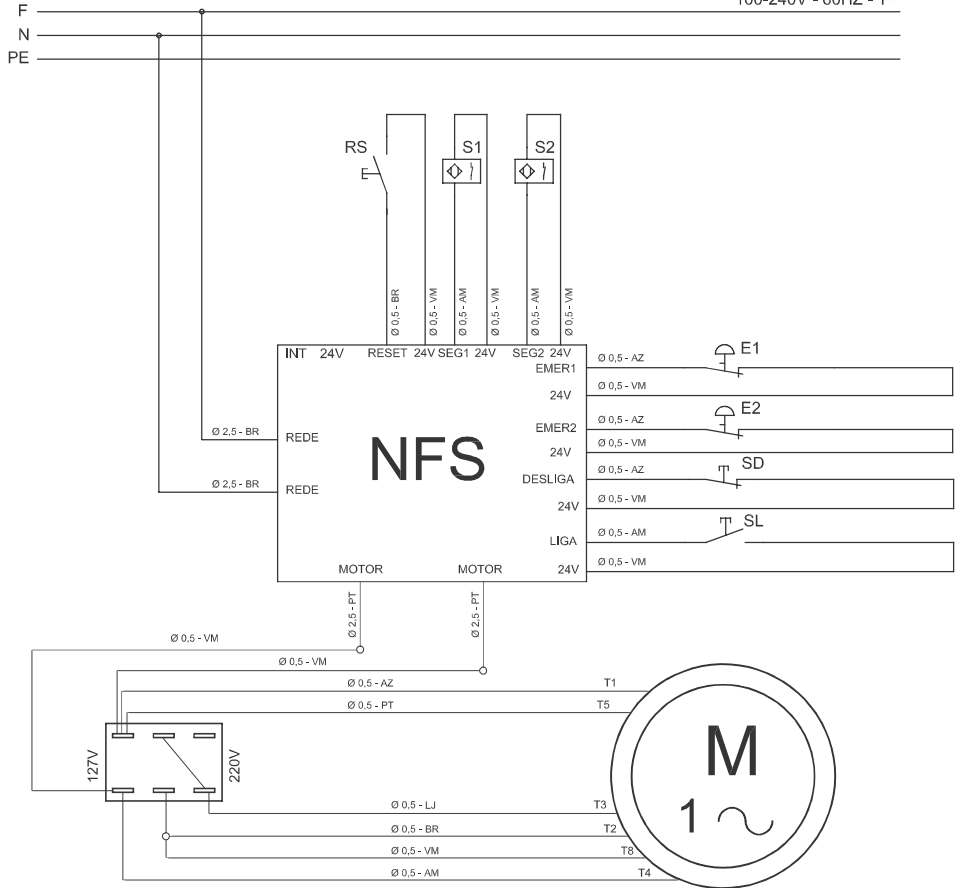 F
N
PE
RS
S1
S2
Ø 0,5 - BR
Ø 0,5 - VM
Ø 0,5 - AM
Ø 0,5 - VM
Ø 0,5 - AM
Ø 0,5 - VM
INT 24V RESET 24V SEG1 24V SEG2 24V
EMER1
Ø 0,5 - AZ
E1
24V
Ø 0,5 - VM
EMER2
Ø 0,5 - AZ
E2
24V
Ø 0,5 - VM
DESLIGA
Ø 0,5 - AZ
SD
24V
Ø 0,5 - VM
LIGA
Ø 0,5 - AM
SL
24V
Ø 0,5 - VM
Ø 2,5 - BR
REDE
NFS
Ø 2,5 - BR
REDE
MOTOR
MOTOR
Ø 2,5 - PT
Ø 2,5 - PT
Ø 0,5 - VM
Ø 0,5 - VM
Ø 0,5 - AZ
T1
Ø 0,5 - PT
T5
127V
220V
M
1
Ø 0,5 - LJ
T3
Ø 0,5 - BR
T2
Ø 0,5 - VM
T8
Ø 0,5 - AM
T4